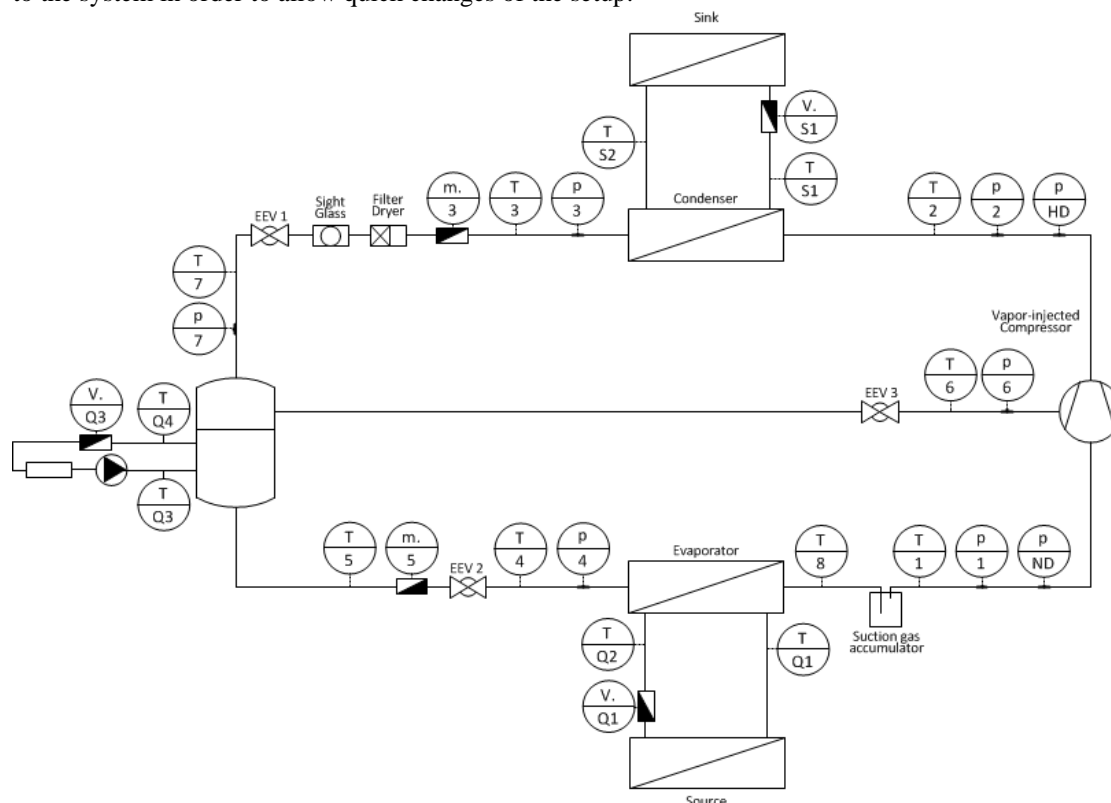 to the system in order to allow quick changes of the setup.
Sink
V.
S1
T
S2
T
S1
Condenser
m.
3
T
3
p
3
T
2
p
2
p
HD
EEV 1
Sight
Glass
Filter
Dryer
T
7
p
7
Vapor-injected
Compressor
T
6
p
6
EEV 3
V.
Q3
T
Q4
T
Q3
T
5
m.
5
EEV 2
T
4
p
4
Evaporator
T
8
T
1
p
1
p
ND
Suction gas
accumulator
T
Q2
T
Q1
V.
Q1
Source